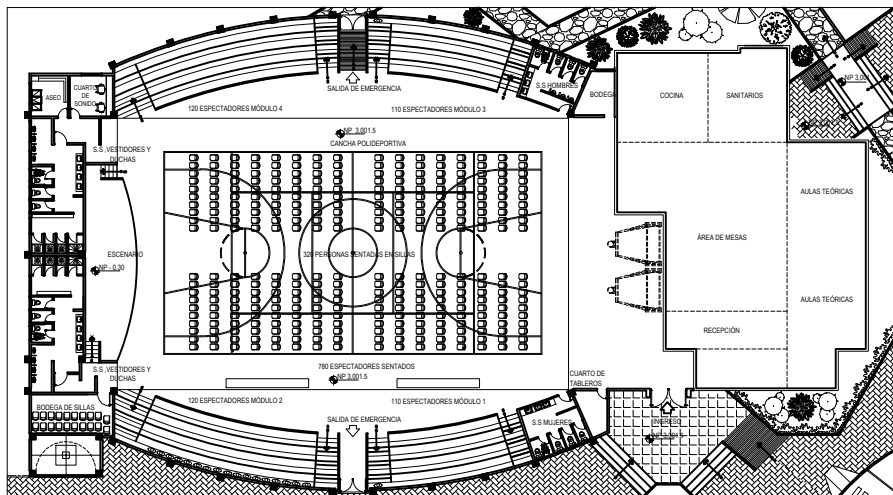 ASEO
CUARTO
DE
SONIDO
SALIDA DE EMERGENCIA
120 ESPECTADORES MÓDULO 4
110 ESPECTADORES MÓDULO 3
S.S HOMBRES
BODEGA
COCINA
SANITARIOS
NP 3,001.5
CANCHA POLIDEPORTIVA
S.S ,VESTIDORES Y
DUCHAS
AULAS TEÓRICAS
ESCENARIO
NP - 0.30
320 PERSONAS SENTADAS EN SILLAS
ÀREA DE MESAS
AULAS TEÓRICAS
RECEPCIÓN
780 ESPECTADORES SENTADOS
NP 3,001.5
S.S ,VESTIDORES Y
DUCHAS
CUARTO DE
TABLEROS
BODEGA DE SILLAS
120 ESPECTADORES MÓDULO 2
110 ESPECTADORES MÓDULO 1
SALIDA DE EMERGENCIA
S.S MUJERES
INGRESO
NP 3,001.5